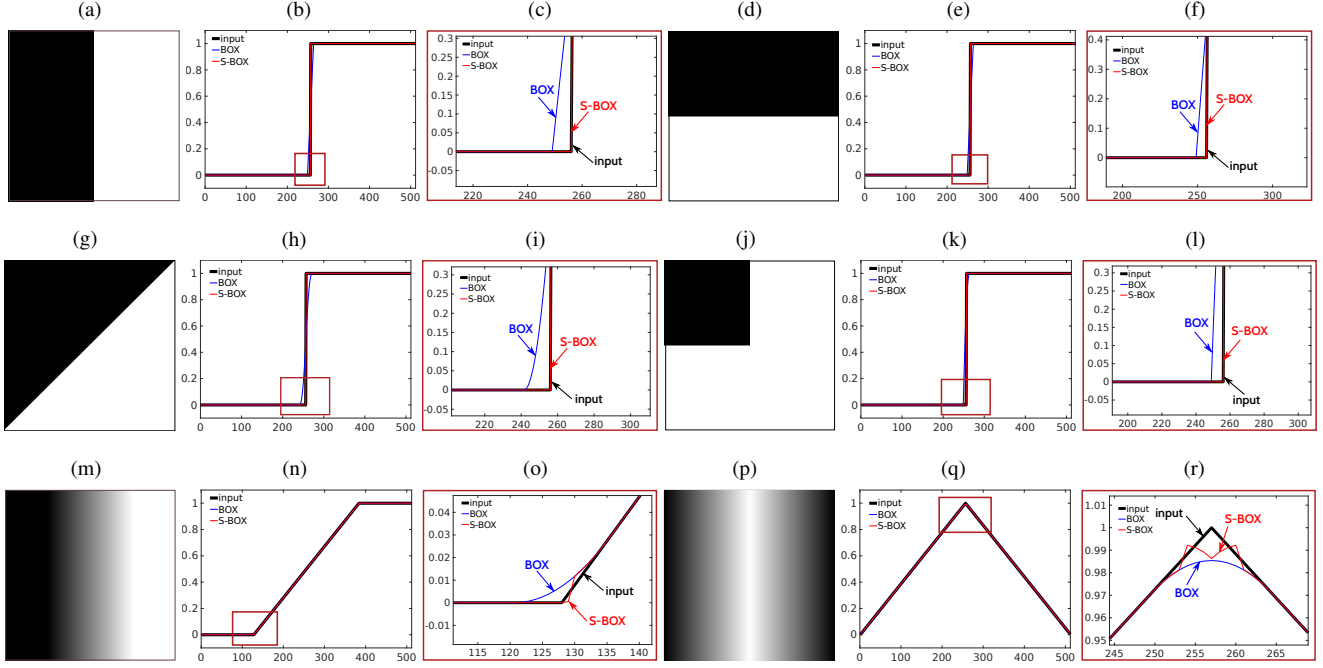 (a) (b) (c) (d) (e) (f)
input
BOX
S-BOX
1
0.8
0.6
0.4
0.2
0
0 100 200 300 400 500
input
BOX
S-BOX
BOX
S-BOX
input
0.25
0.2
0.15
0.1
0.05
0
-0.05
220 240 260 280
input
BOX
S-BOX
1
0.8
0.6
0.4
0.2
0
0 100 200 300 400 500
input
BOX
S-BOX
BOX
S-BOX
input
0.4
0.3
0.2
0.1
0
200 250 300
(g) (h) (i) (j) (k) (l)
input
BOX
S-BOX
1
0.8
0.6
0.4
0.2
0
0 100 200 300 400 500
input
BOX
S-BOX
BOX
S-BOX
input
0.3
0.25
0.2
0.15
0.1
0.05
0
-0.05
220 240 260 280 300
input
BOX
S-BOX
1
0.8
0.6
0.4
0.2
0
0 100 200 300 400 500
input
BOX
S-BOX
BOX
S-BOX
input
0.3
0.25
0.2
0.15
0.1
0.05
0
-0.05
200 220 240 260 280 300
(m) (n) (o) (p) (q) (r)
input
BOX
S-BOX
1
0.8
0.6
0.4
0.2
0
0 100 200 300 400 500
input
BOX
S-BOX
BOX
input
S-BOX
0.04
0.03
0.02
0.01
0
-0.01
115 120 125 130 135 140
input
BOX
S-BOX
1
0.8
0.6
0.4
0.2
0
0 100 200 300 400 500
input
BOX
S-BOX
input
S-BOX
BOX
1.01
1
0.99
0.98
0.97
0.96
0.95
245 250 255 260 265